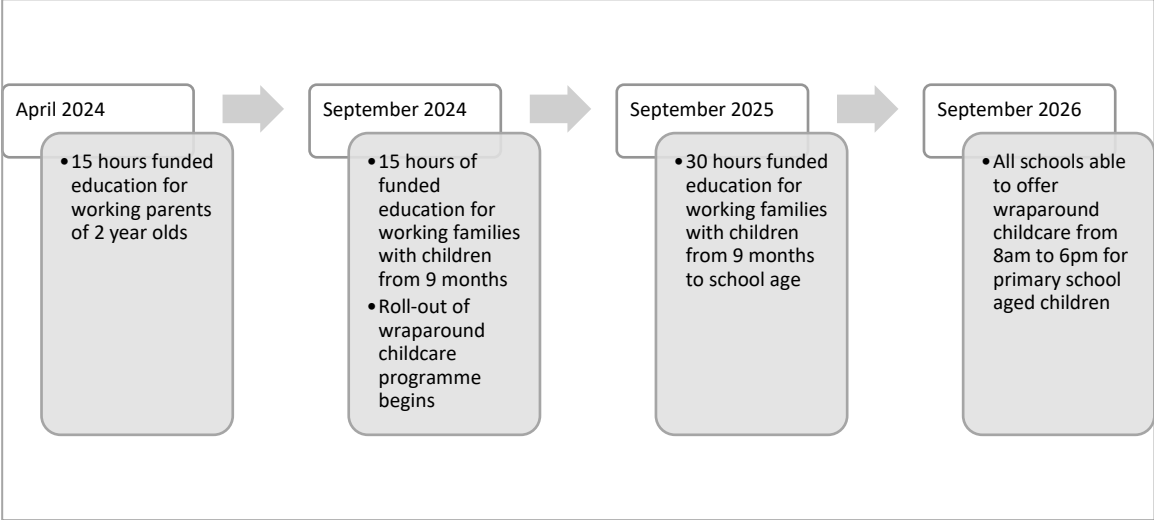 April 2024
•15 hours funded
education for
working parents
of 2 year olds
September 2024
•15 hours of
funded
education for
working families
with children
from 9 months
•Roll-out of
wraparound
childcare
programme
begins
September 2025
•30 hours funded
education for
working families
with children
from 9 months
to school age
September 2026
•All schools able
to offer
wraparound
childcare from
8am to 6pm for
primary school
aged children